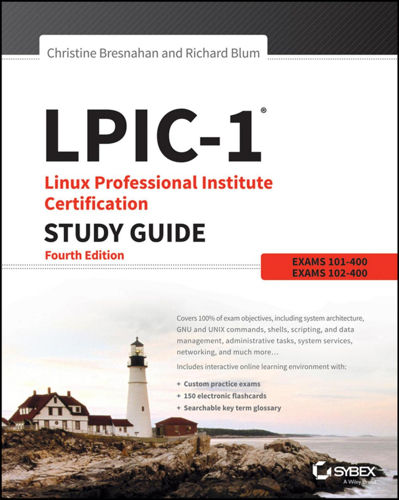 Christine Bresnahan and Richard Blum
LPIC-1®
Linux Professional Institute
Certification
STUDY GUIDE
Fourth Edition
EXAMS 101-400
EXAMS 102-400
Covers 100% of exam objectives, including system architecture,
GNU and UNIX commands, shells, scripting, and data
management, administrative tasks, system services,
networking, and much more…
Includes interactive online learning environment with:
+ Custom practice exams
+ 150 electronic flashcards
+ Searchable key term glossary
SYBEX
A Wiley Brand